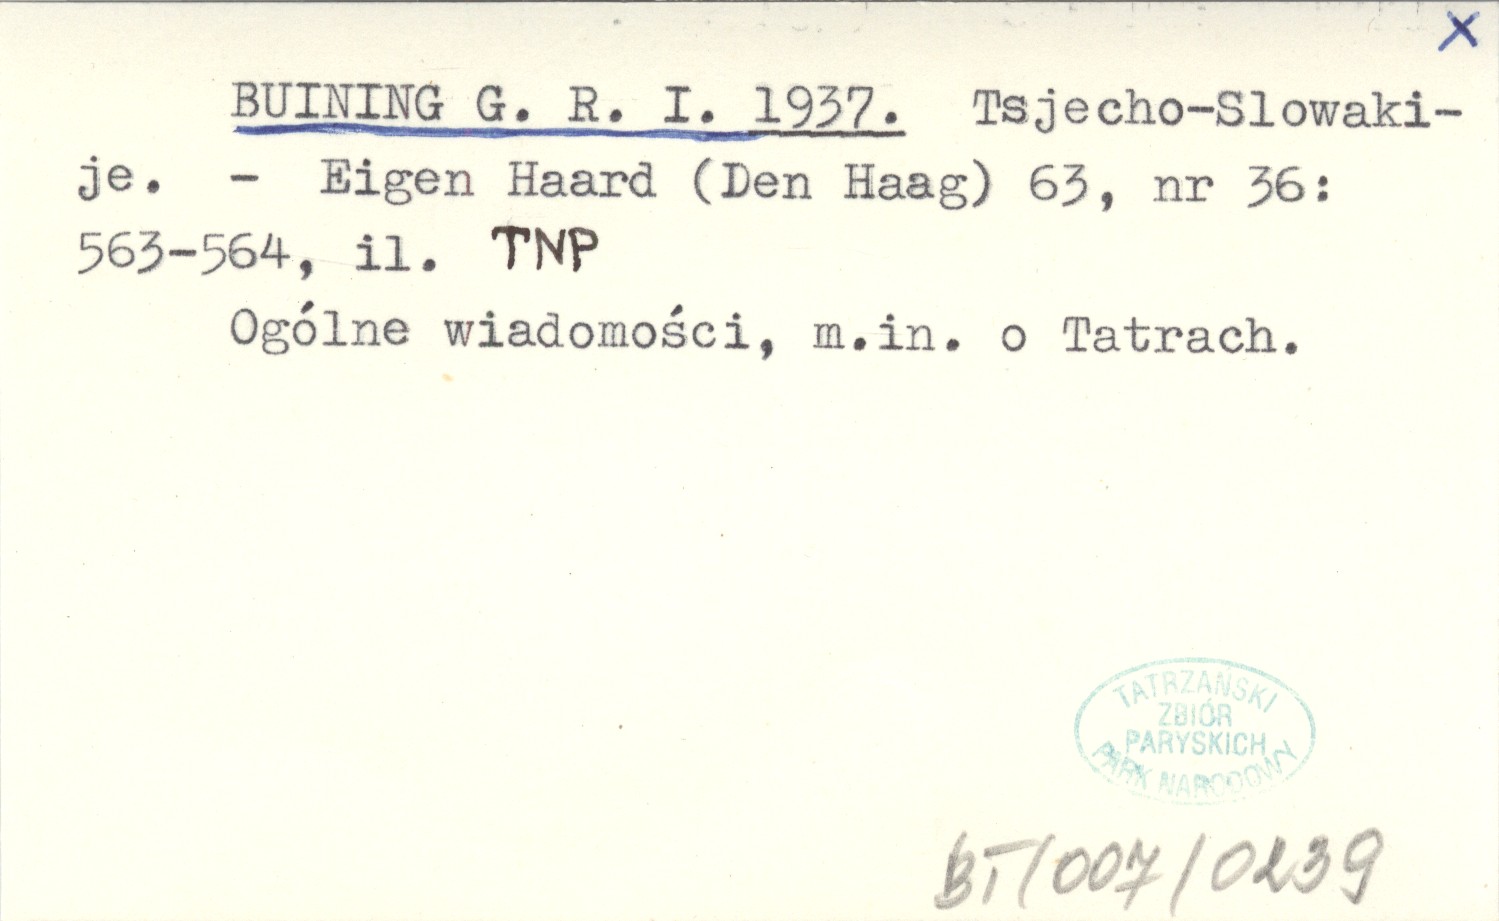 X
BUINING G. R. I. 1937. Tsjecho-Slowaki-
je. - Eigen Haard (Den Haag) 63, nr 36:
563-564, il. TNP
Ogólne wiadomości, m.in. o Tatrach.
TATRZAŃSKI
ZBIÓR
PARYSKICH
PARK NARODOWY
BT/007/0239